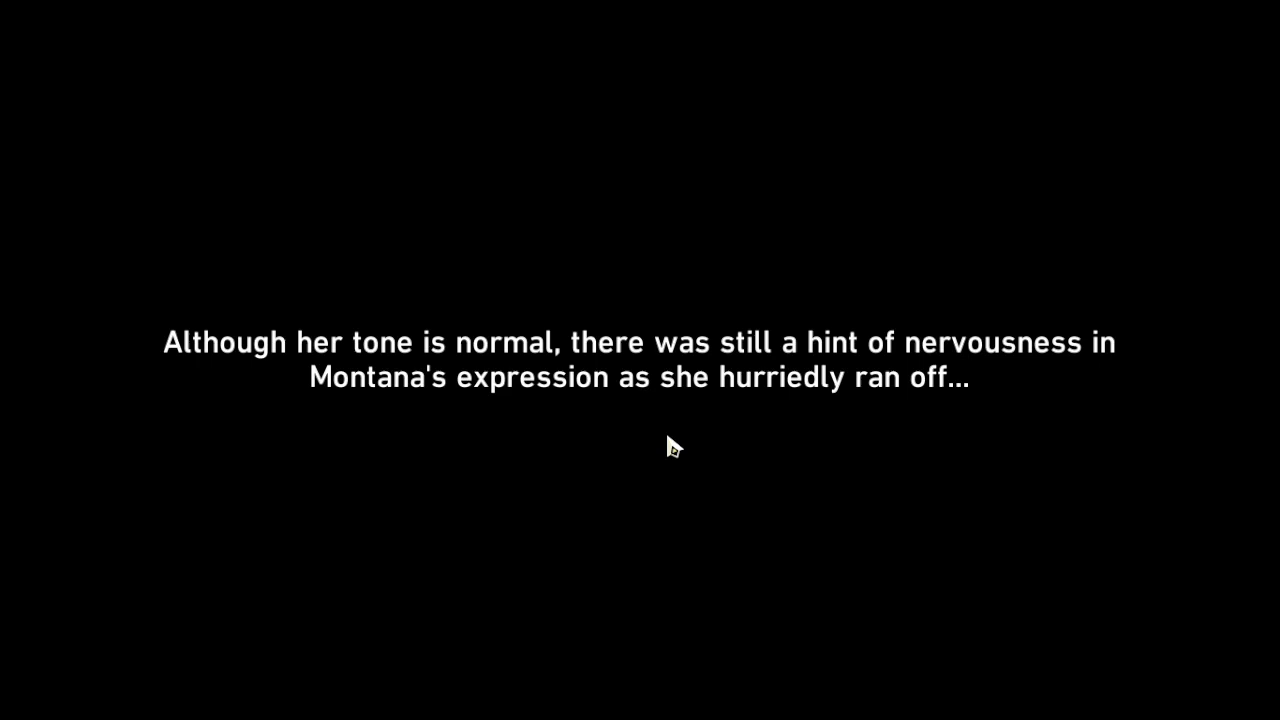 Although her tone is normal, there was still a hint of nervousness in
Montana's expression as she hurriedly ran off...